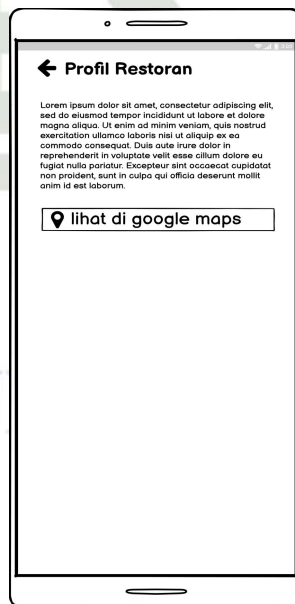 Profil Restoran
Lorem ipsum dolor sit amet, consectetur adipiscing elit,
sed do eiusmod tempor incididunt ut labore et dolore
magna aliqua. Ut enim ad minim veniam, quis nostrud
exercitation ullamco laboris nisi ut aliquip ex ea
commodo consequat. Duis aute irure dolor in
reprehenderit in voluptate velit esse cillum dolore eu
fugiat nulla pariatur. Excepteur sint occaecat cupidatat
non proident, sunt in culpa qui officia deserunt mollit
anim id est laborum.
lihat di google maps